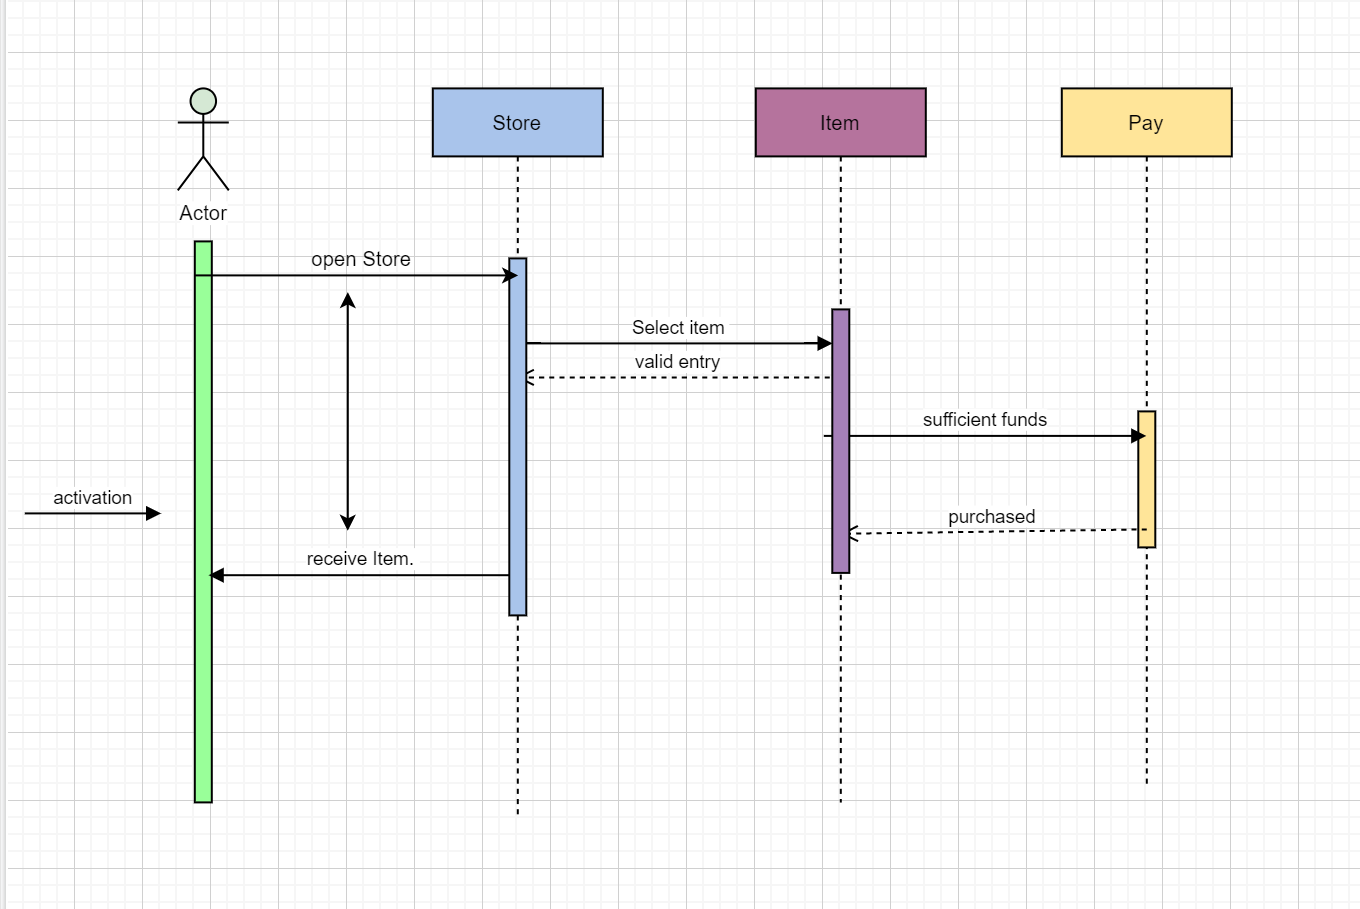 Store
Item
Pay
Actor
open Store
Select item
valid entry
sufficient funds
activation
purchased
receive Item.